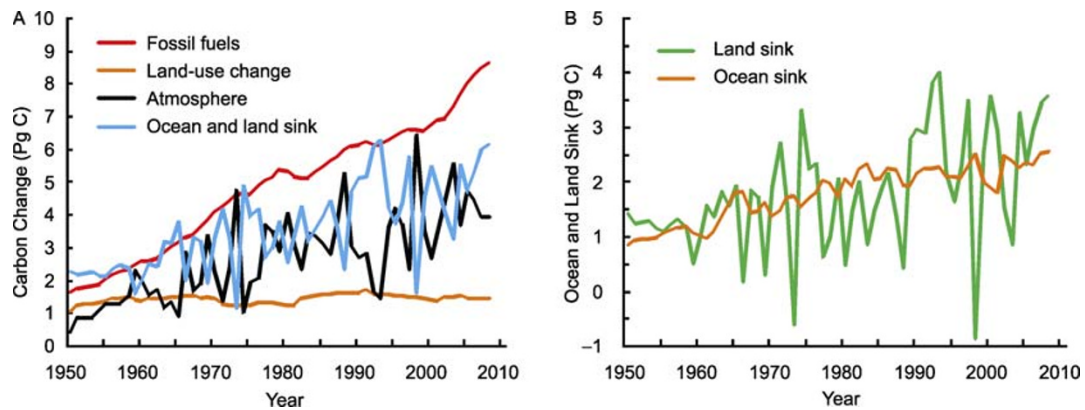 A
10
9
8
7
6
5
4
3
2
1
0
Carbon Change (Pg C)
Fossil fuels
Land-use change
Atmosphere
Ocean and land sink
1950 1960 1970 1980 1990 2000 2010
Year
B
5
4
3
2
1
0
–1
Ocean and Land Sink (Pg C)
Land sink
Ocean sink
1950 1960 1970 1980 1990 2000 2010
Year